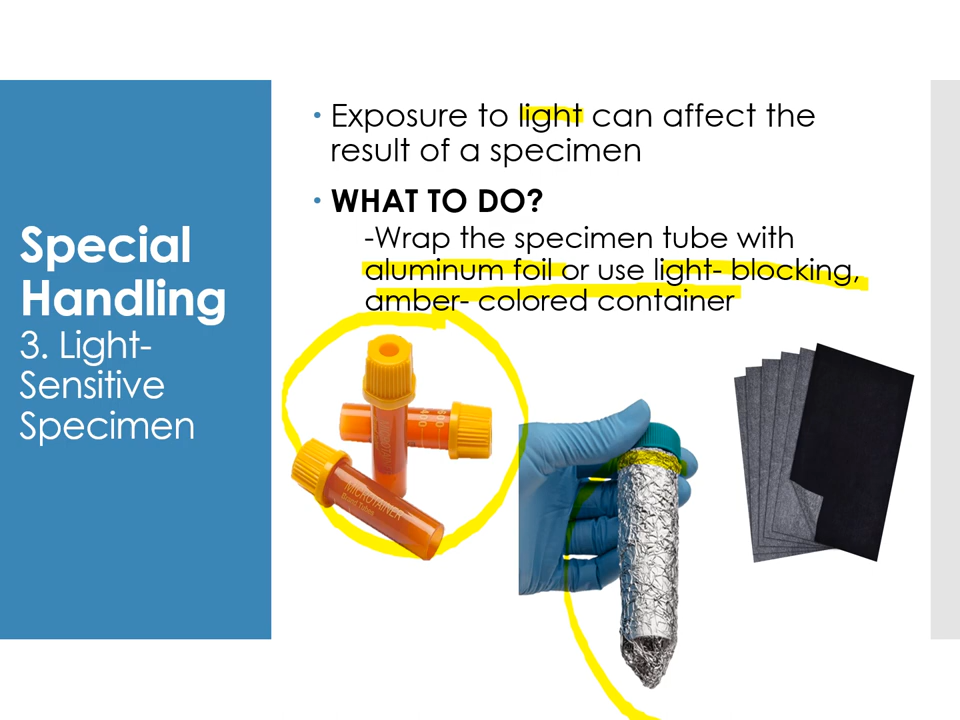 Special
Handling
3. Light-
Sensitive
Specimen
• Exposure to light can affect the
result of a specimen
• WHAT TO DO?
-Wrap the specimen tube with
aluminum foil or use light- blocking,
amber- colored container
MICROTAINER